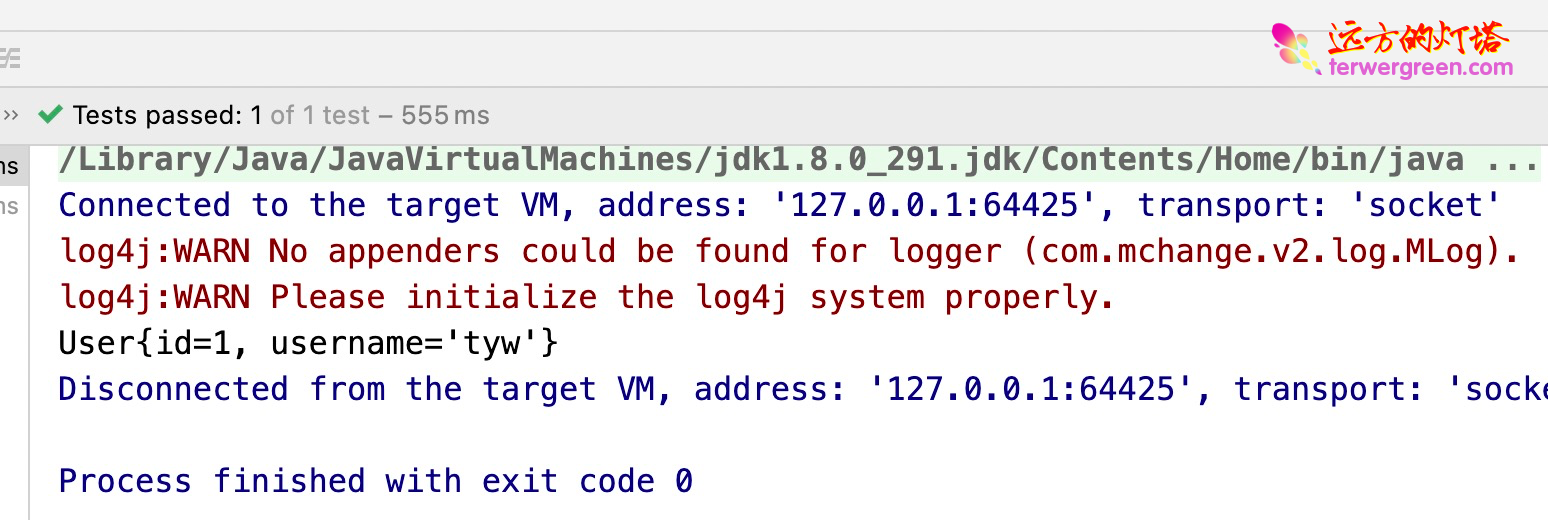 远方的灯塔
terwergreen.com
>> Tests passed: 1 of 1 test – 555 ms
ms
/Library/Java/JavaVirtualMachines/jdk1.8.0_291.jdk/Contents/Home/bin/java ...
ms
Connected to the target VM, address: '127.0.0.1:64425', transport: 'socket'
log4j:WARN No appenders could be found for logger (com.mchange.v2.log.MLog).
log4j:WARN Please initialize the log4j system properly.
User{id=1, username='tyw'}
Disconnected from the target VM, address: '127.0.0.1:64425', transport: 'socke
Process finished with exit code 0